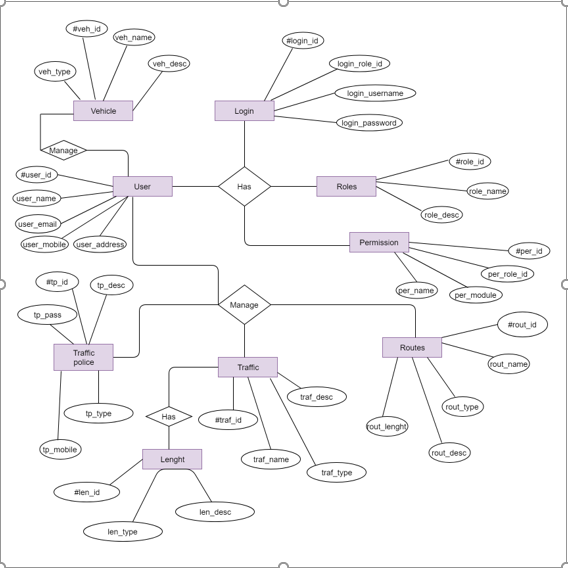 #veh_id
veh_name
veh_type
veh_desc
Vehicle
Manage
#login_id
login_role_id
login_username
login_password
Login
#user_id
user_name
user_email
user_mobile
user_address
User
Has
Roles
#role_id
role_name
role_desc
Permission
#per_id
per_role_id
per_module
per_name
#tp_id
tp_desc
tp_pass
Manage
Traffic
police
tp_type
tp_mobile
Traffic
traf_desc
#traf_id
traf_name
traf_type
Has
Lenght
#len_id
len_type
len_desc
Routes
#rout_id
rout_name
rout_type
rout_lenght
rout_desc